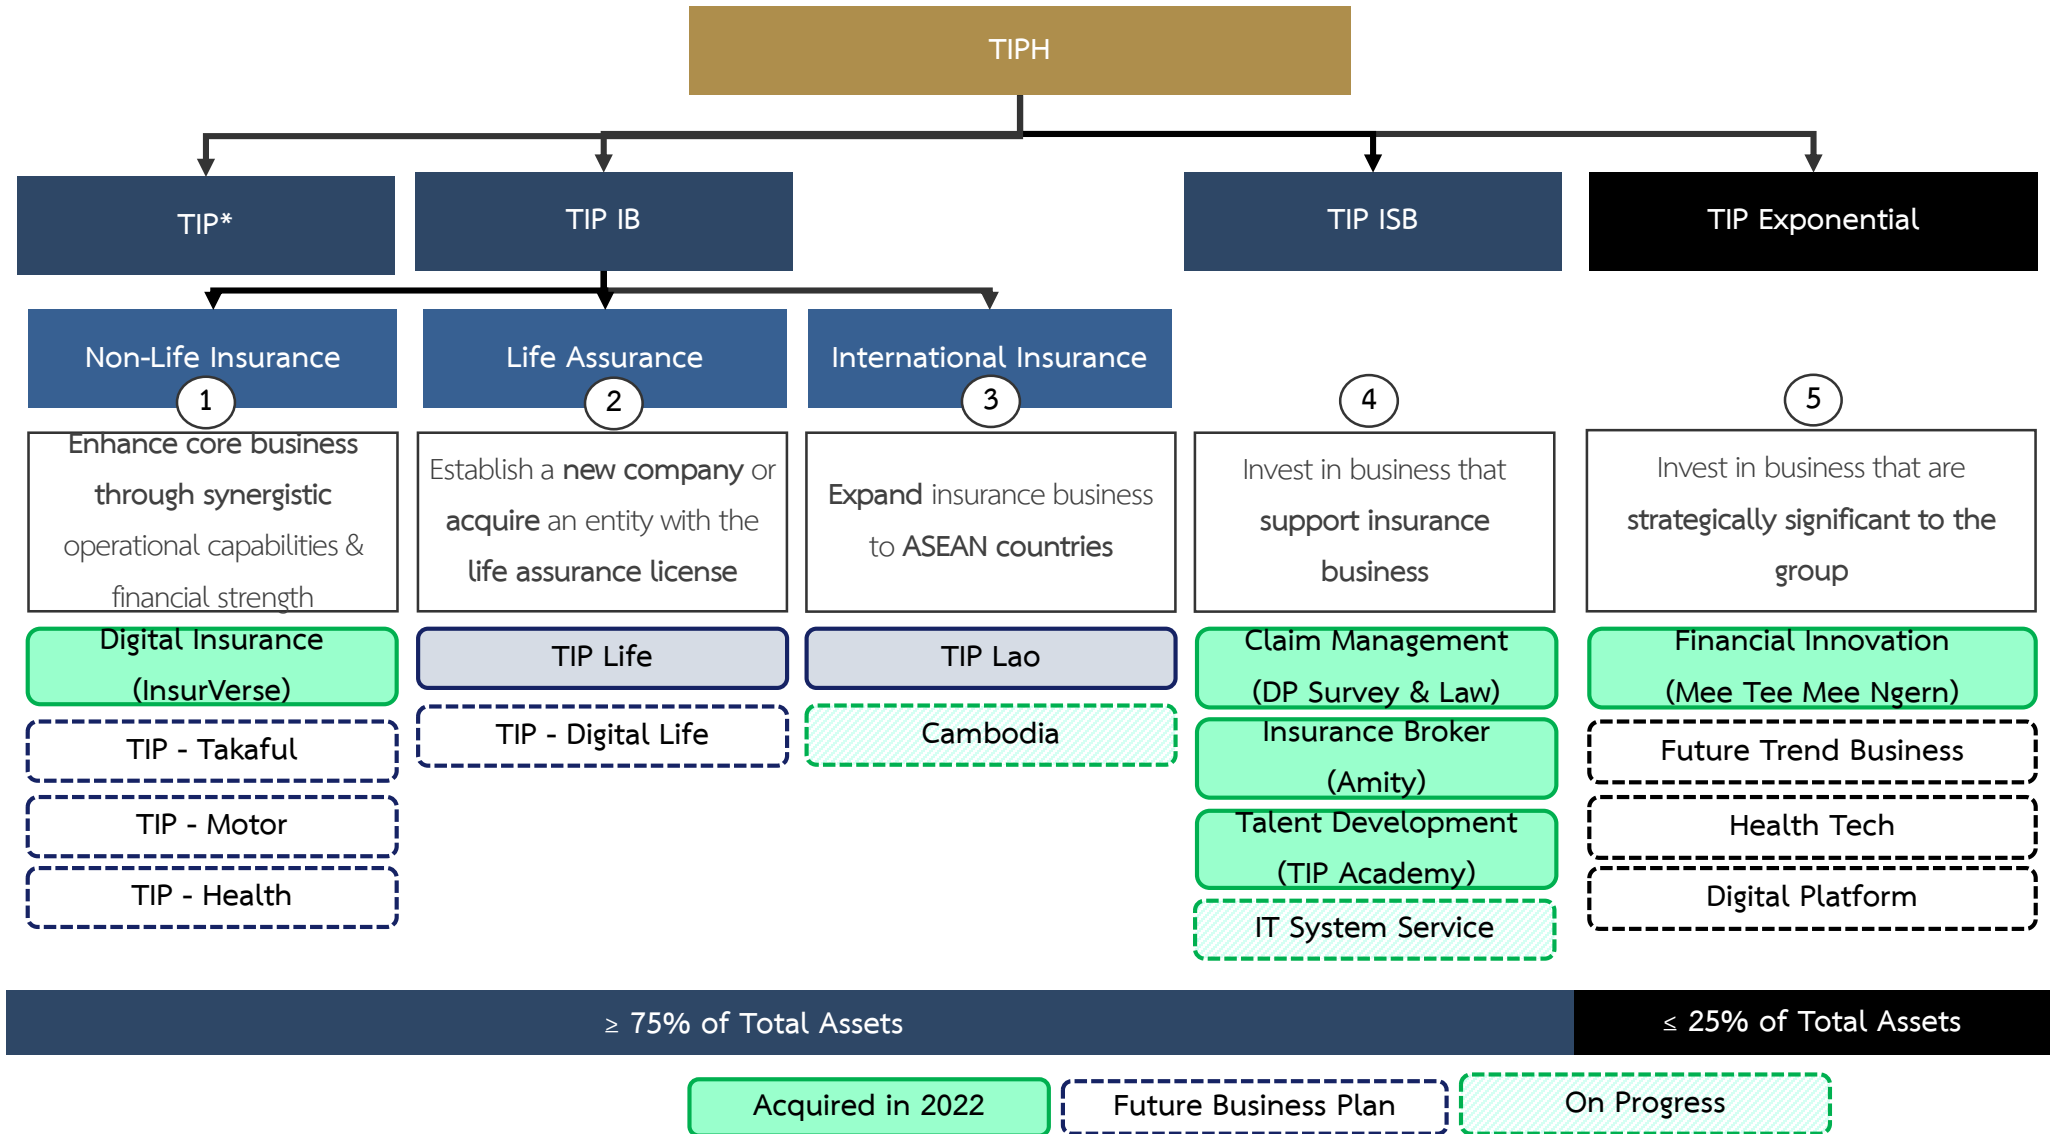 TIPH
TIP*
TIP IB
TIP ISB
TIP Exponential
Non-Life Insurance
Life Assurance
International Insurance
1
2
3
4
5
Enhance core business
through synergistic
operational capabilities &
financial strength
Establish a new company or
acquire an entity with the
life assurance license
Expand insurance business
to ASEAN countries
Invest in business that
support insurance
business
Invest in business that are
strategically significant to the
group
Digital Insurance
(InsurVerse)
TIP - Takaful
TIP - Motor
TIP - Health
TIP Life
TIP - Digital Life
TIP Lao
Cambodia
Claim Management
(DP Survey & Law)
Insurance Broker
(Amity)
Talent Development
(TIP Academy)
IT System Service
Financial Innovation
(Mee Tee Mee Ngern)
Future Trend Business
Health Tech
Digital Platform
≥ 75% of Total Assets
≤ 25% of Total Assets
Acquired in 2022
Future Business Plan
On Progress